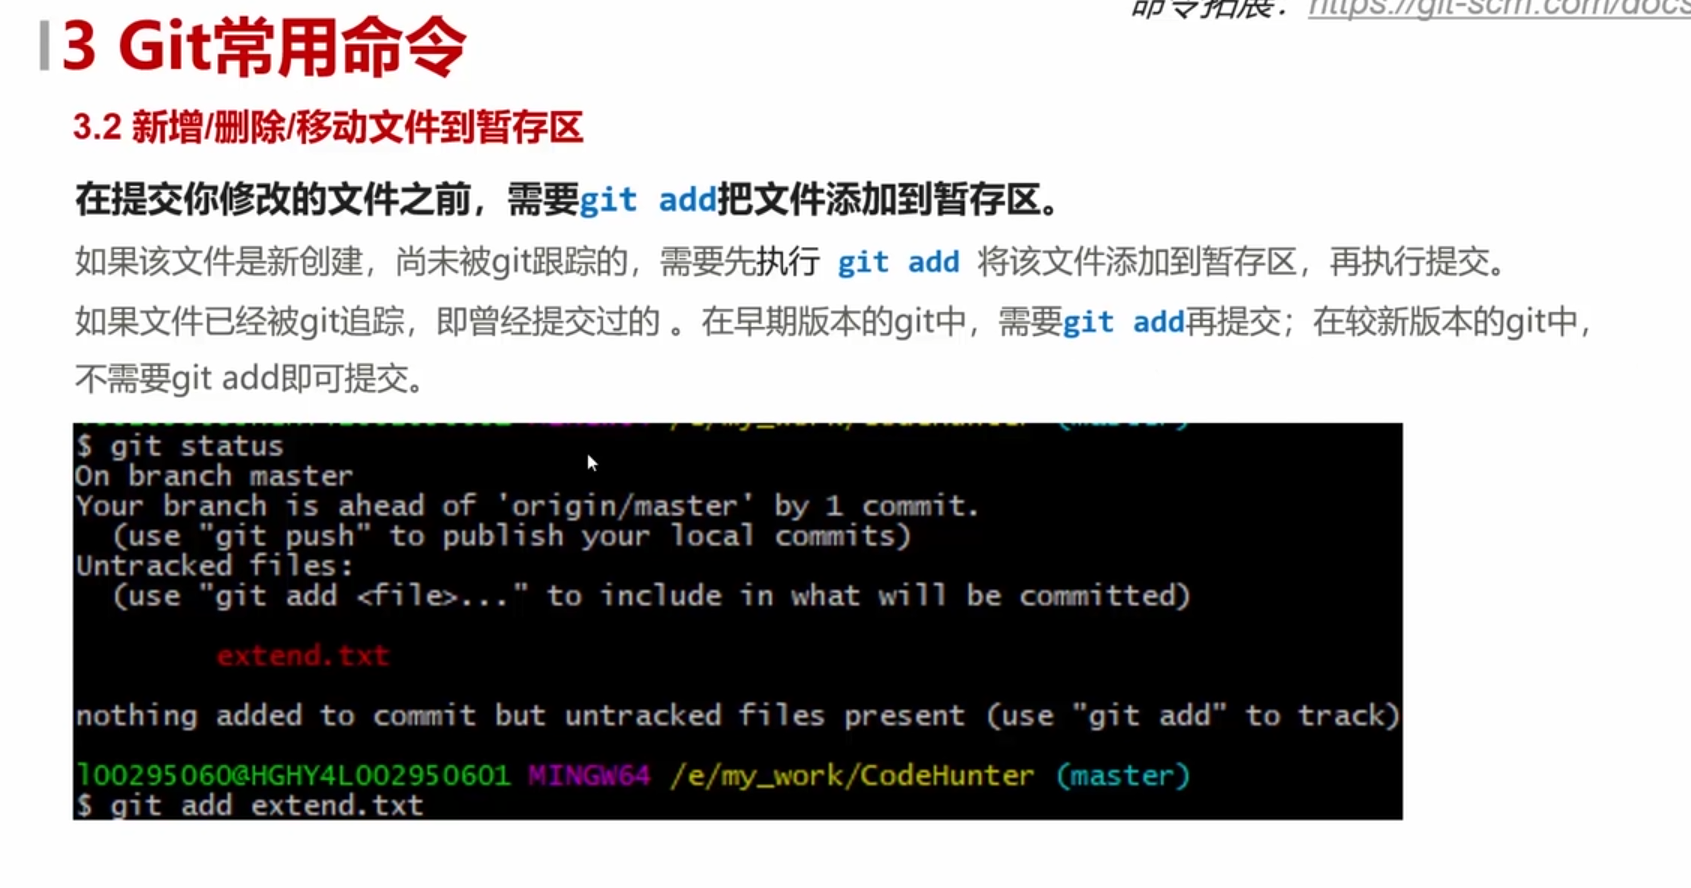 命令拓展：https://git-scm.com/docs
3 Git常用命令
3.2 新增/删除/移动文件到暂存区
在提交你修改的文件之前，需要git add把文件添加到暂存区。
如果该文件是新创建，尚未被git跟踪的，需要先执行 git add 将该文件添加到暂存区，再执行提交。
如果文件已经被git追踪，即曾经提交过的 。在早期版本的git中，需要git add再提交；在较新版本的git中，
不需要git add即可提交。
$ git status
On branch master
Your branch is ahead of 'origin/master' by 1 commit.
(use "git push" to publish your local commits)
Untracked files:
(use "git add <file>..." to include in what will be committed)
extend.txt
nothing added to commit but untracked files present (use "git add" to track)
l00295060@HGHY4L002950601 MINGW64 /e/my_work/CodeHunter (master)
$ git add extend.txt